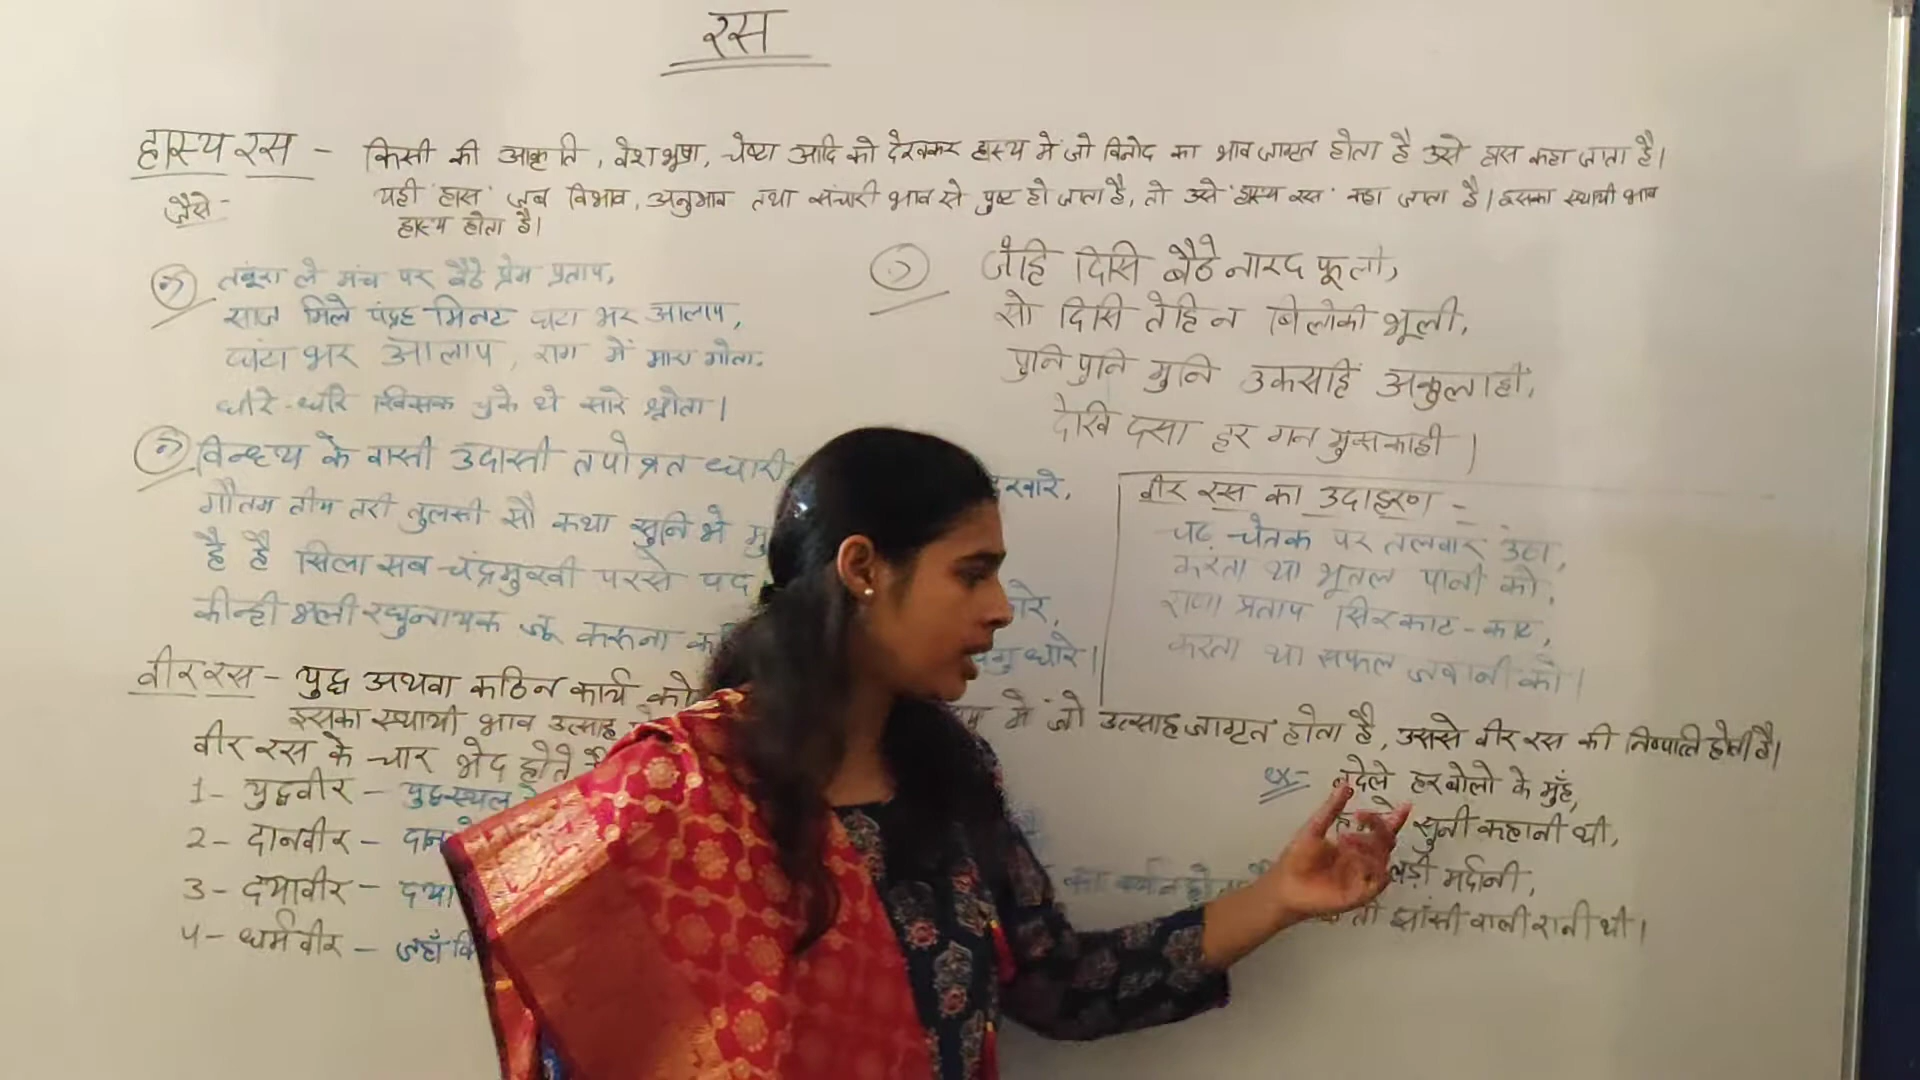 रस
हास्य रस - किसी की आकृति, वेशभूषा, चेष्टा आदि को देखकर हास्य में जो विनोद का भाव जाग्रत होता है उसे हास कहा जाता है।
जैसे - यही 'हास' जब विभाव, अनुभाव तथा संचारी भाव से पुष्ट हो जाता है, तो उसे 'हास्य रस' कहा जाता है। इसका स्थायी भाव
हास्य होता है।
तंबूरा ले मंच पर बैठे प्रेम प्रताप,
साज मिले पंद्रह मिनट घंटा भर आलाप,
घंटा भर आलाप, राग में मारा गोता,
धीरे-धीरे खिसक चुके थे सारे श्रोता।
विन्ध्य के वासी उदासी तपोव्रत धारी
गौतम तीय तरी तुलसी सौ कथा सुनि भे मु
है है सिला सब चंद्रमुखी परसे पद
कीन्ही भली रघुनायक जू करुना क
खारे,
गु धारे।
जेहि दिसि बैठे नारद फूली,
सो दिसि तेहि न बिलोकी भूली,
पुनि पुनि मुनि उकसहिं अकुलाहीं,
देखि दसा हर गन मुसकाही।
वीर रस का उदाहरण -
चढ़ चेतक पर तलवार उठा,
करता था भूतल पानी को,
राणा प्रताप सिर काट-काट,
करता था सफल जवानी को।
वीर रस - युद्ध अथवा कठिन कार्य को में जो उत्साह जाग्रत होता है, उससे वीर रस की निष्पत्ति होती है।
इसका स्थायी भाव उत्साह
वीर रस के चार भेद होते
1- युद्धवीर - युद्धस्थल
2- दानवीर - दान
3- दयावीर - दया का वर्णन
4- धर्मवीर - जहाँ कि
ex- बुंदेले हरबोलो के मुँह,
सुनी कहानी थी,
लड़ी मर्दानी,
तो झाँसी वाली रानी थी।